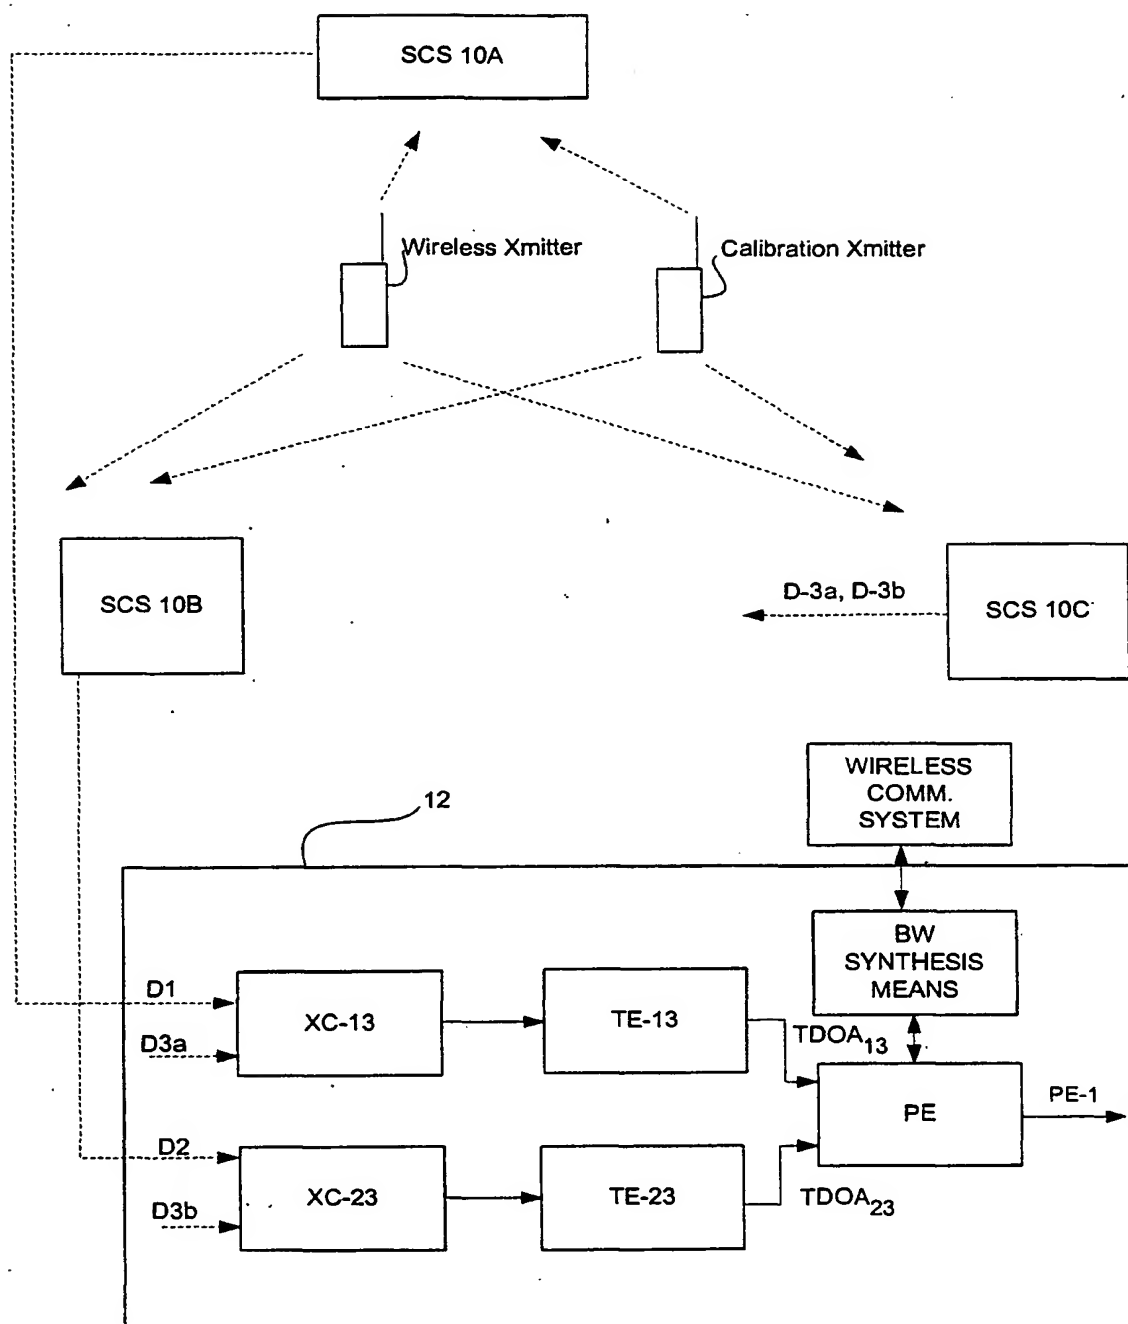 SCS 10A
Wireless Xmitter
Calibration Xmitter
SCS 10B
D-3a, D-3b
SCS 10C
WIRELESS
COMM.
SYSTEM
12
BW
SYNTHESIS
MEANS
D1
XC-13
TE-13
TDOA13
D3a
PE
PE-1
D2
XC-23
TE-23
TDOA23
D3b